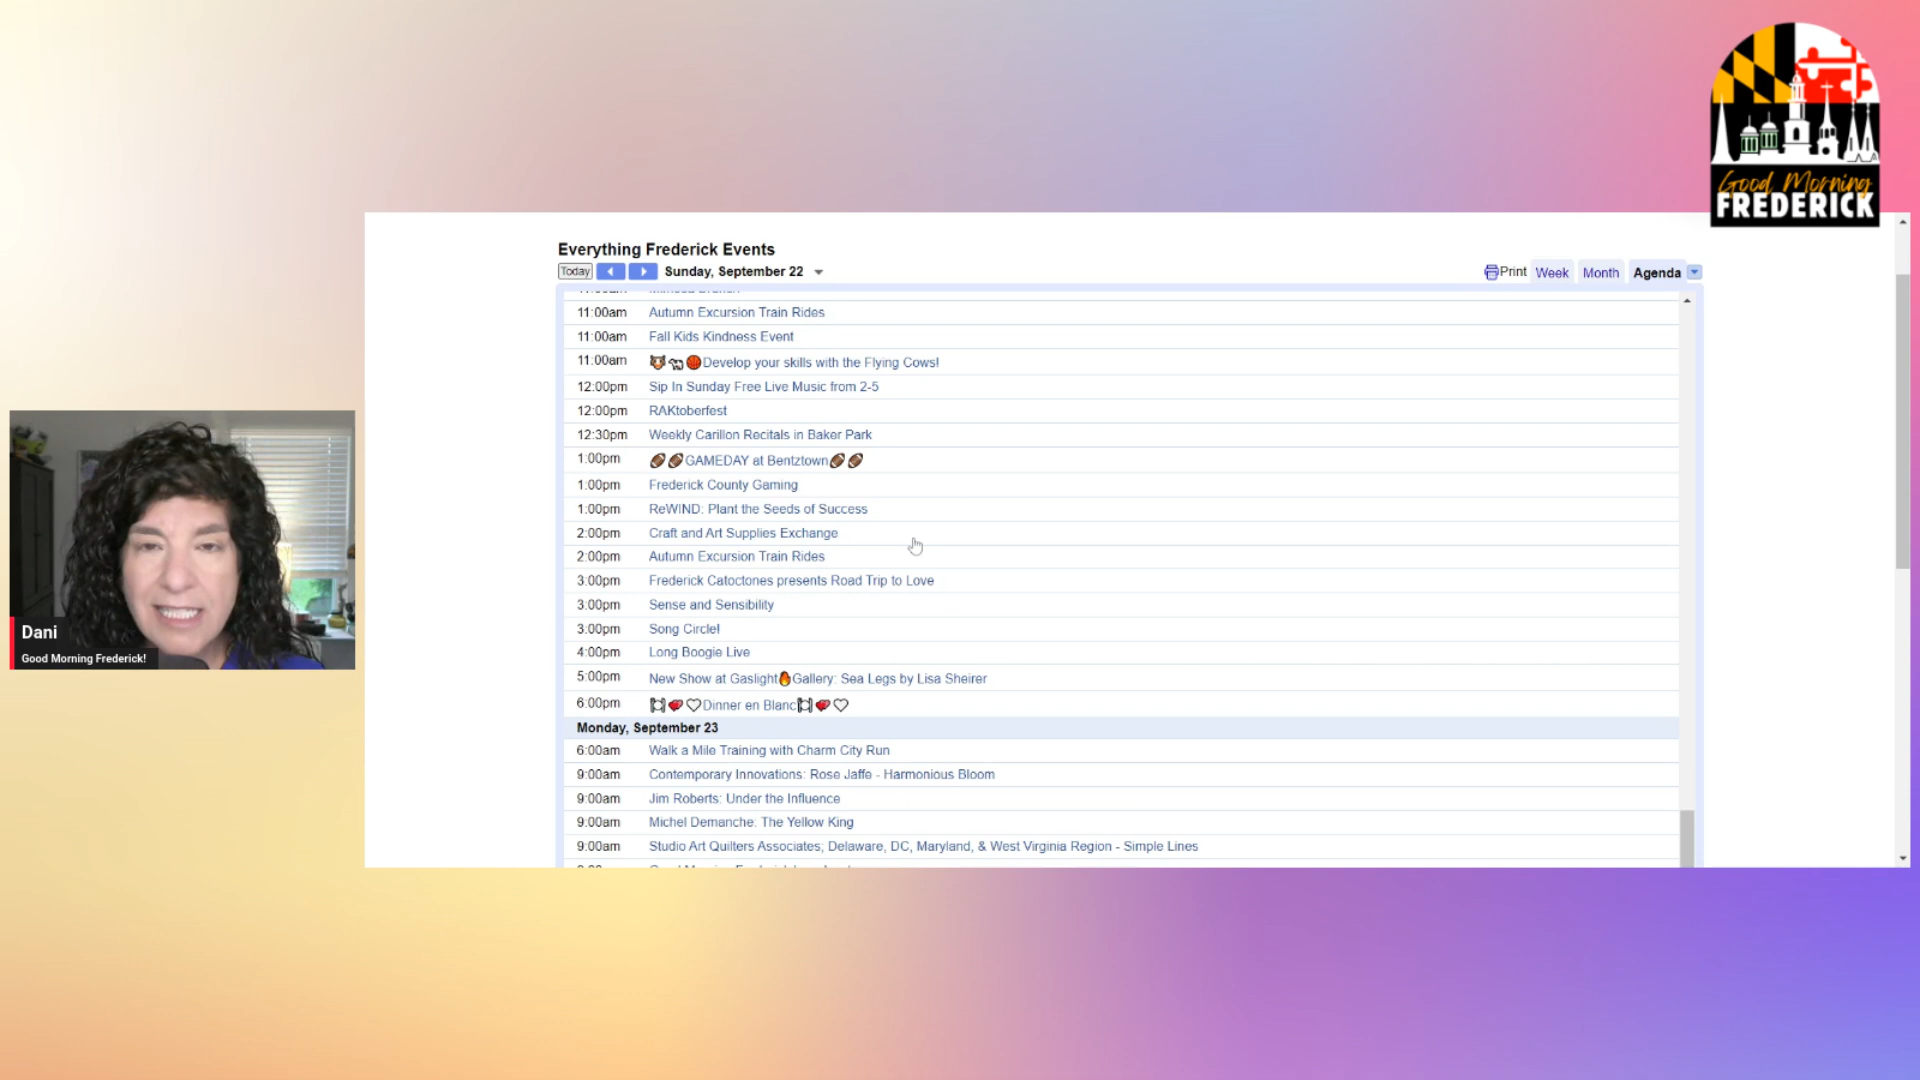 Good Morning
FREDERICK
Everything Frederick Events
Today Sunday, September 22 Print Week Month Agenda
11:00am Autumn Excursion Train Rides
11:00am Fall Kids Kindness Event
11:00am 🐯🐄🏀Develop your skills with the Flying Cows!
12:00pm Sip In Sunday Free Live Music from 2-5
12:00pm RAKtoberfest
12:30pm Weekly Carillon Recitals in Baker Park
1:00pm 🏈🏈GAMEDAY at Bentztown🏈🏈
1:00pm Frederick County Gaming
1:00pm ReWIND: Plant the Seeds of Success
2:00pm Craft and Art Supplies Exchange
2:00pm Autumn Excursion Train Rides
3:00pm Frederick Catoctones presents Road Trip to Love
3:00pm Sense and Sensibility
3:00pm Song Circle!
4:00pm Long Boogie Live
5:00pm New Show at Gaslight🔥Gallery: Sea Legs by Lisa Sheirer
6:00pm 🍽️❤️🤍Dinner en Blanc🍽️❤️🤍
Monday, September 23
6:00am Walk a Mile Training with Charm City Run
9:00am Contemporary Innovations: Rose Jaffe - Harmonious Bloom
9:00am Jim Roberts: Under the Influence
9:00am Michel Demanche: The Yellow King
9:00am Studio Art Quilters Associates; Delaware, DC, Maryland, & West Virginia Region - Simple Lines
Dani
Good Morning Frederick!